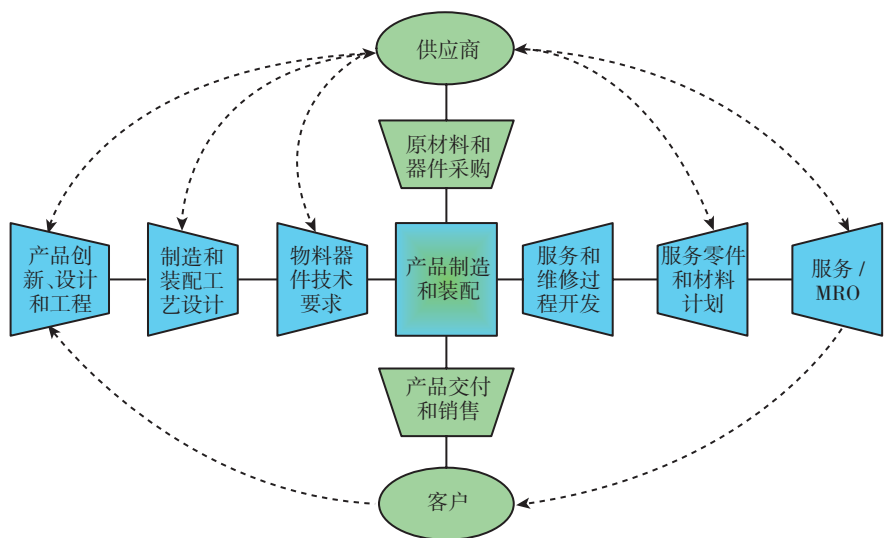 供应商
原材料和
器件采购
产品创
新、设计
和工程
制造和
装配工
艺设计
物料器
件技术
要求
产品制造
和装配
服务和
维修过
程开发
服务零件
和材料
计划
服务 /
MRO
产品交付
和销售
客户